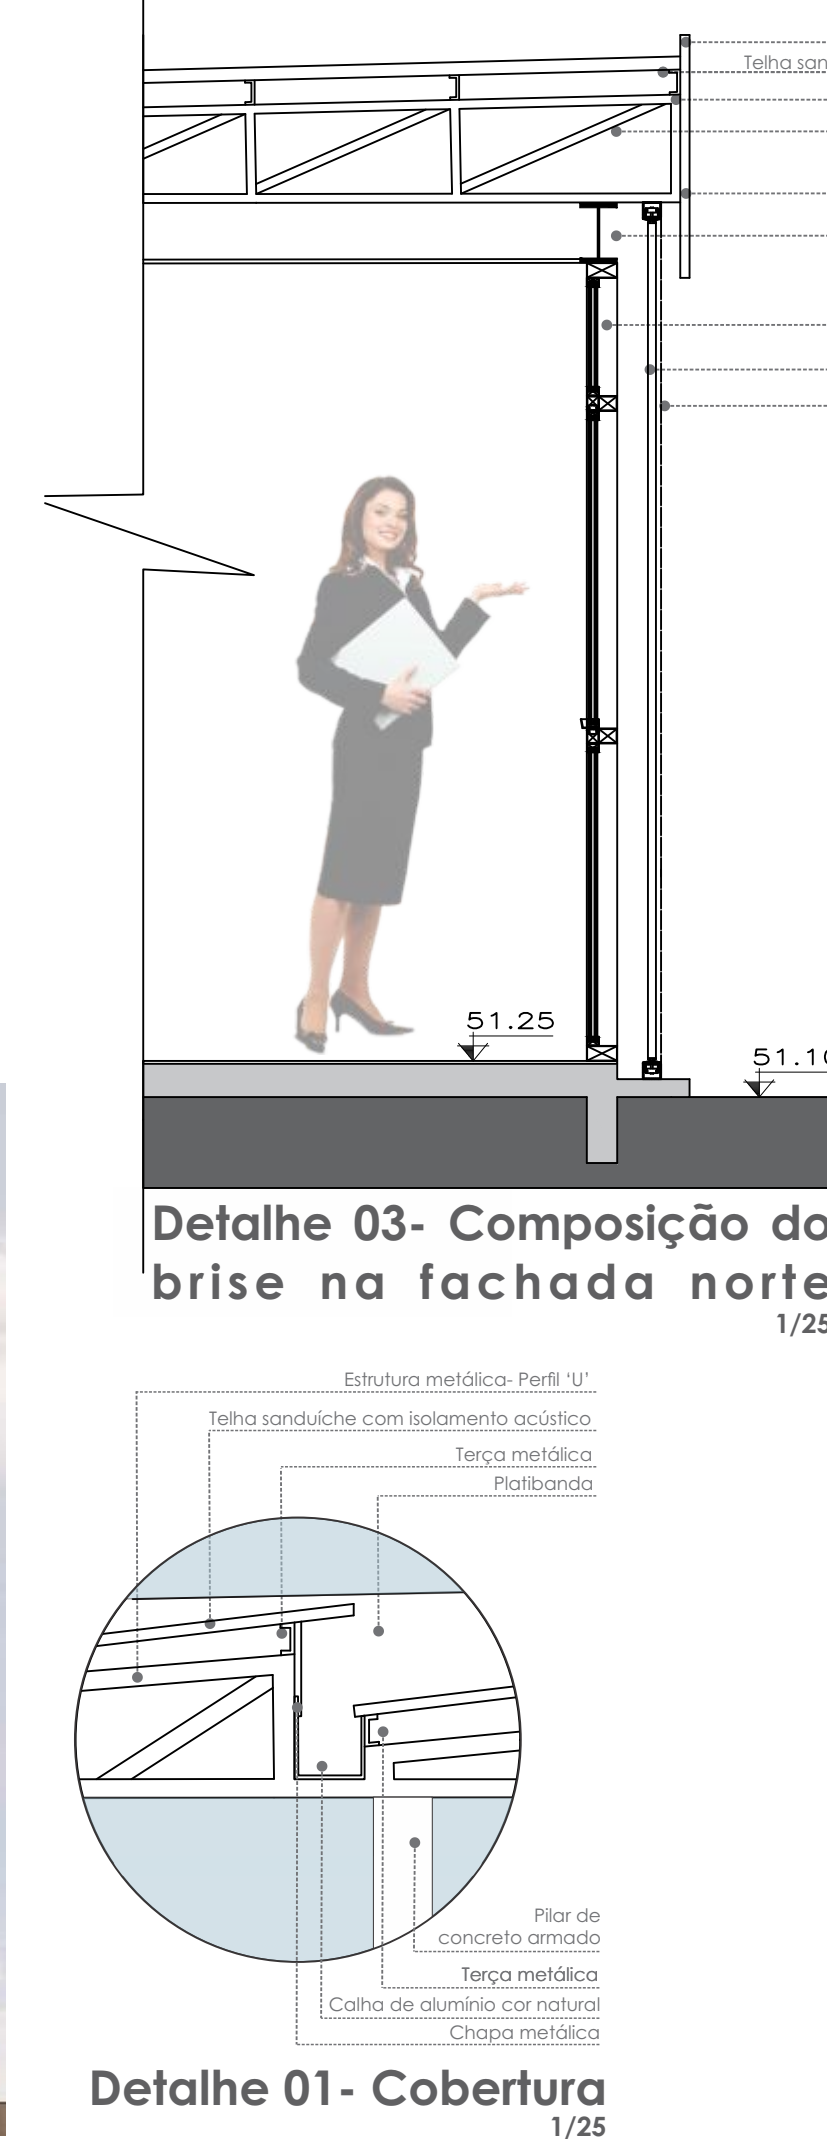 Telha san
51.25
51.10
Detalhe 03- Composição do
brise na fachada norte
1/25
Estrutura metálica- Perfil ‘U’
Telha sanduíche com isolamento acústico
Terça metálica
Platibanda
Pilar de
concreto armado
Terça metálica
Calha de alumínio cor natural
Chapa metálica
Detalhe 01- Cobertura
1/25